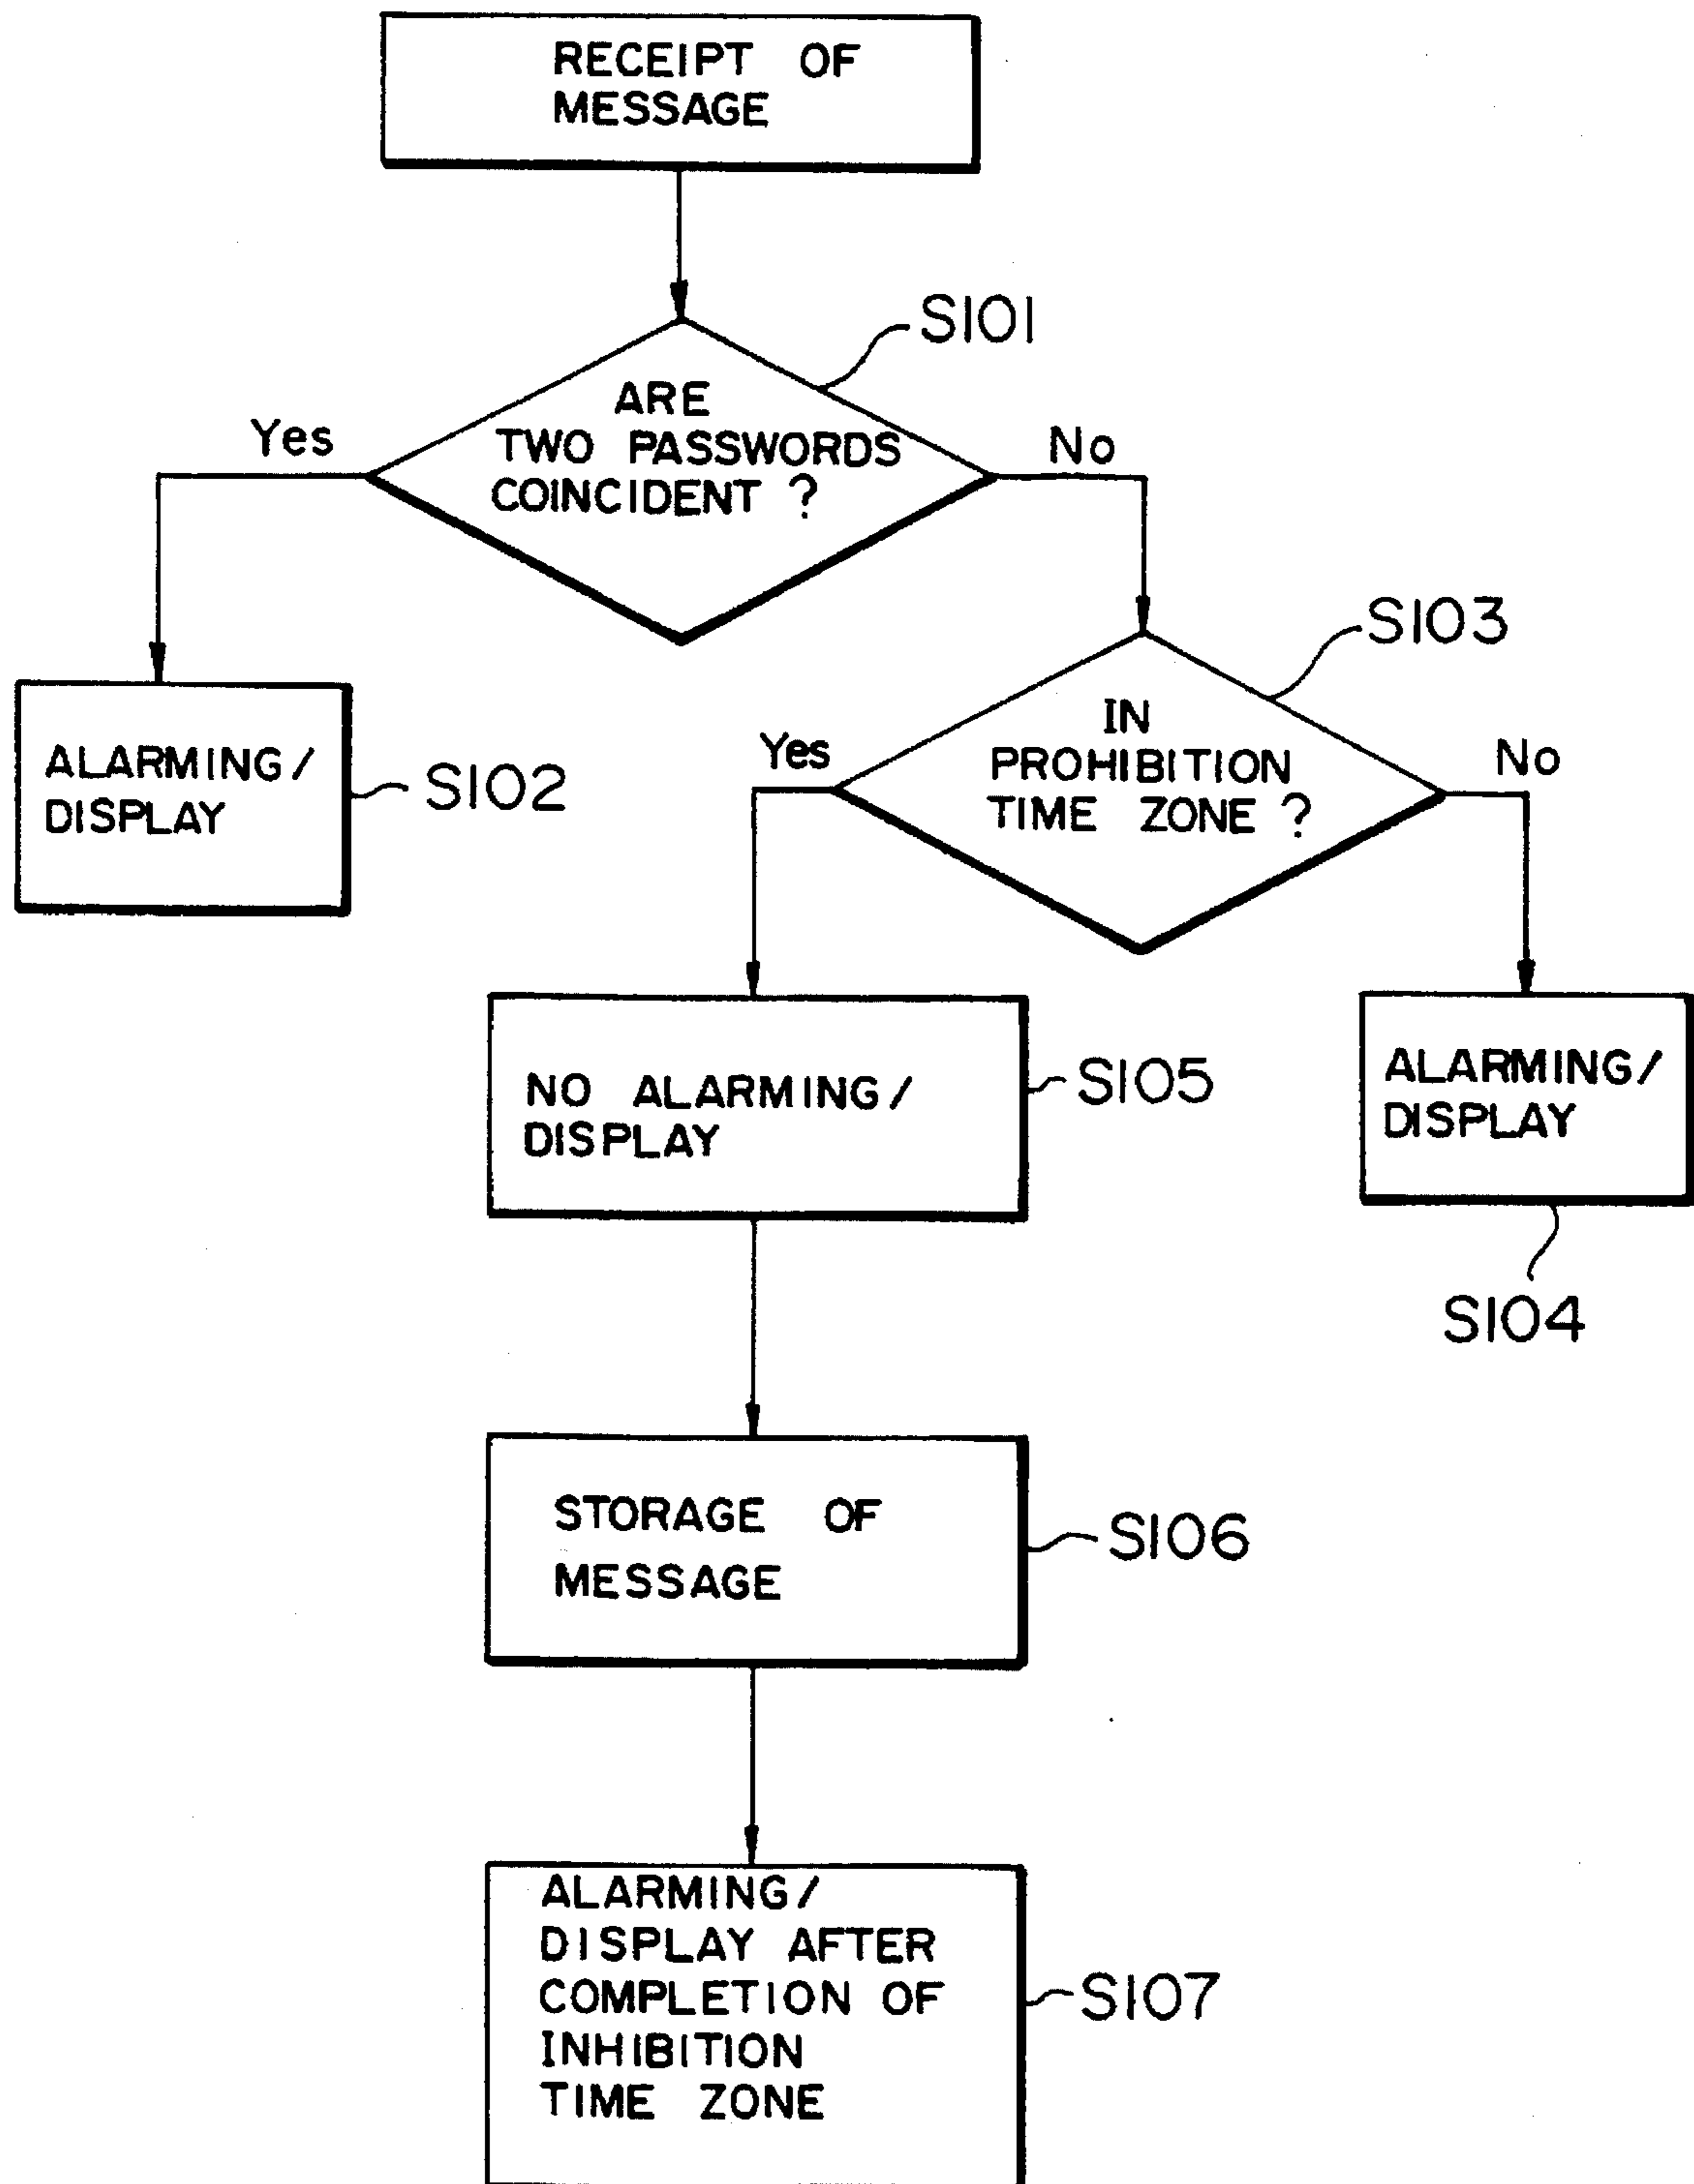 RECEIPT OF
MESSAGE
S101
ARE
TWO PASSWORDS
COINCIDENT ?
Yes
No
S103
IN
PROHIBITION
TIME ZONE ?
Yes
No
ALARMING/
DISPLAY
S102
NO ALARMING/
DISPLAY
S105
ALARMING/
DISPLAY
S104
STORAGE OF
MESSAGE
S106
ALARMING/
DISPLAY AFTER
COMPLETION OF
INHIBITION
TIME ZONE
S107